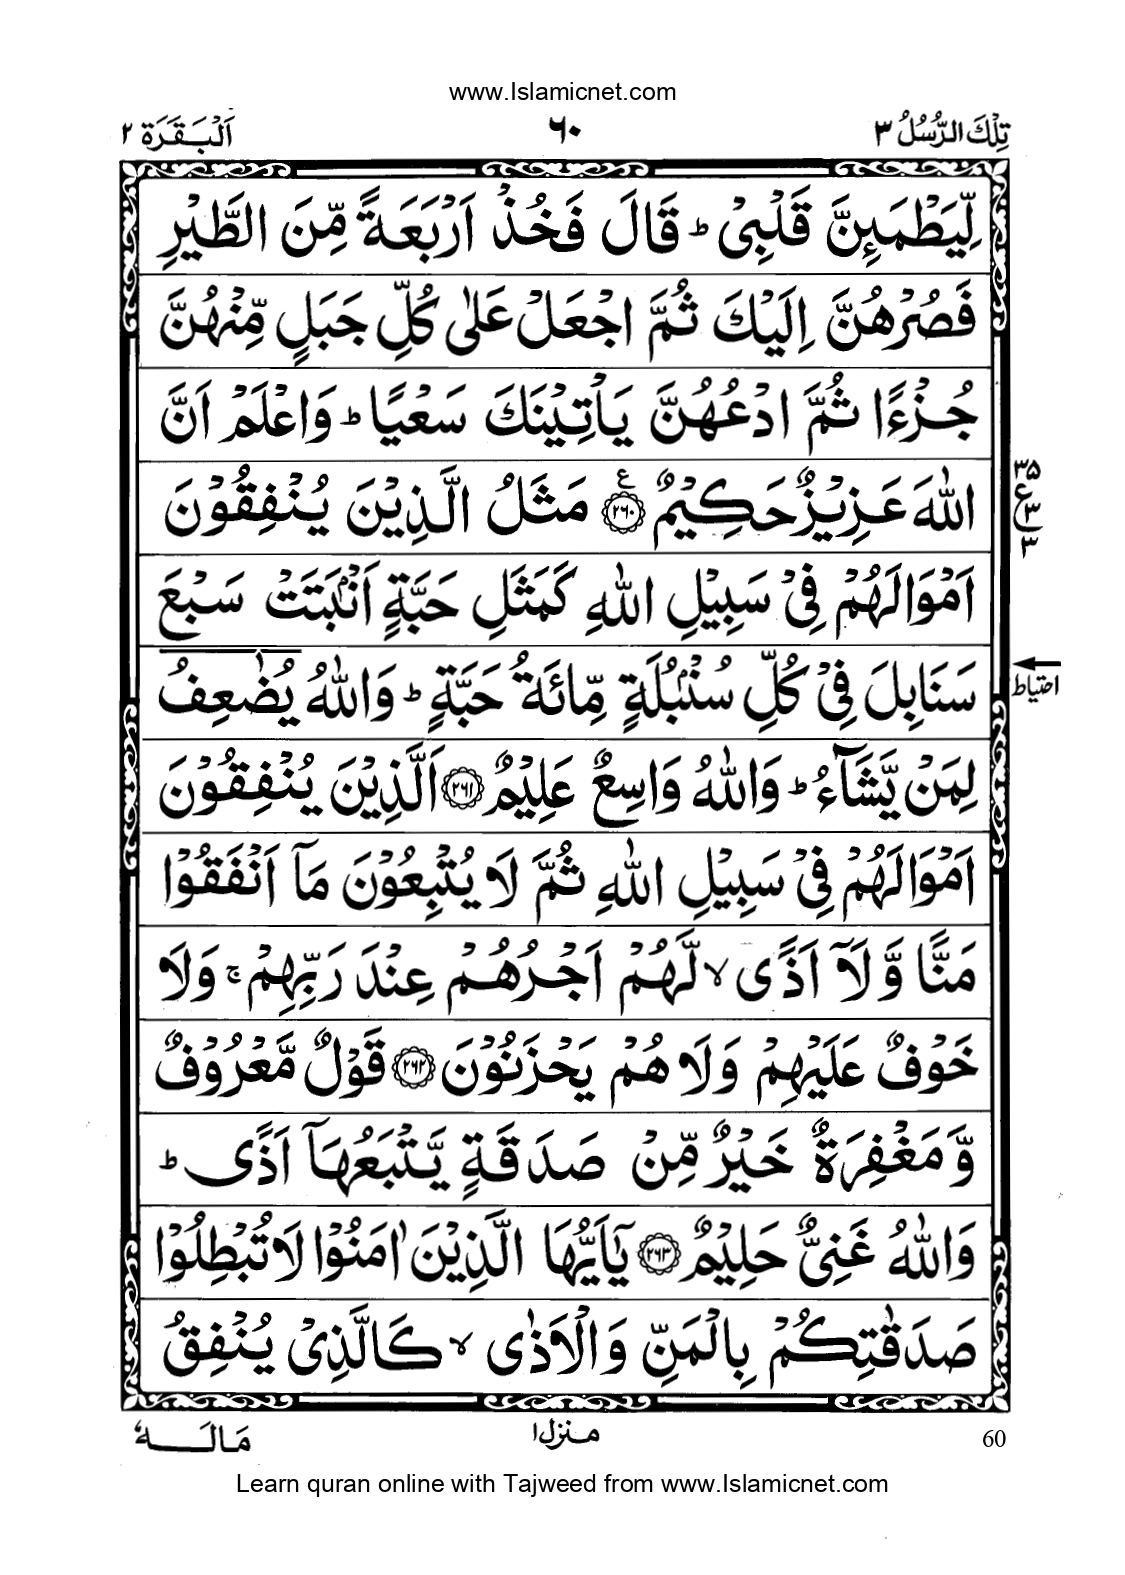 www.Islamicnet.com
تِلْكَ الرُّسُلُ ٣
٦٠
اَلْبَقَرَة ٢
لِّيَطْمَىِٕنَّ قَلْبِیْ ؕ قَالَ فَخُذْ اَرْبَعَةً مِّنَ الطَّیْرِ
فَصُرْهُنَّ اِلَیْكَ ثُمَّ اجْعَلْ عَلٰی كُلِّ جَبَلٍ مِّنْهُنَّ
جُزْءًا ثُمَّ ادْعُهُنَّ یَاْتِیْنَكَ سَعْیًا ؕ وَاعْلَمْ اَنَّ
اللّٰهَ عَزِیْزٌ حَكِیْمٌ ﴿٢٦٠﴾ ع مَثَلُ الَّذِیْنَ یُنْفِقُوْنَ
٣٥
ع
٣
٣
اَمْوَالَهُمْ فِیْ سَبِیْلِ اللّٰهِ كَمَثَلِ حَبَّةٍ اَنْۢبَتَتْ سَبْعَ
سَنَابِلَ فِیْ كُلِّ سُنْۢبُلَةٍ مِّائَةُ حَبَّةٍ ؕ وَاللّٰهُ یُضٰعِفُ
احتیاط
لِمَنْ یَّشَآءُ ؕ وَاللّٰهُ وَاسِعٌ عَلِیْمٌ ﴿٢٦١﴾ اَلَّذِیْنَ یُنْفِقُوْنَ
اَمْوَالَهُمْ فِیْ سَبِیْلِ اللّٰهِ ثُمَّ لَا یُتْبِعُوْنَ مَاۤ اَنْفَقُوْا
مَنًّا وَّلَاۤ اَذًی ۙ لَّهُمْ اَجْرُهُمْ عِنْدَ رَبِّهِمْ ۚ وَلَا
خَوْفٌ عَلَیْهِمْ وَلَا هُمْ یَحْزَنُوْنَ ﴿٢٦٢﴾ قَوْلٌ مَّعْرُوْفٌ
وَّمَغْفِرَةٌ خَیْرٌ مِّنْ صَدَقَةٍ یَّتْبَعُهَاۤ اَذًی ؕ
وَاللّٰهُ غَنِیٌّ حَلِیْمٌ ﴿٢٦٣﴾ یٰۤاَیُّهَا الَّذِیْنَ اٰمَنُوْا لَا تُبْطِلُوْا
صَدَقٰتِكُمْ بِالْمَنِّ وَالْاَذٰی ۙ كَالَّذِیْ یُنْفِقُ
60
منزل ١
مَالَهٗ
Learn quran online with Tajweed from www.Islamicnet.com